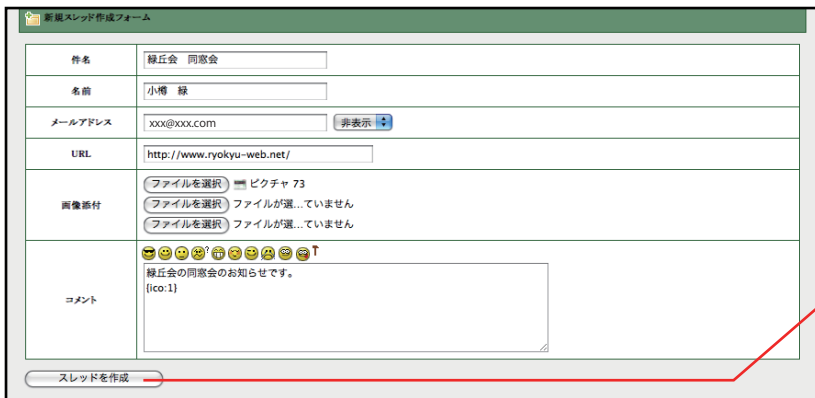 新規スレッド作成フォーム
件名
緑丘会 同窓会
名前
小樽 緑
メールアドレス
xxx@xxx.com
非表示
URL
http://www.ryokyu-web.net/
画像添付
ファイルを選択 ピクチャ 73
ファイルを選択 ファイルが選...ていません
ファイルを選択 ファイルが選...ていません
コメント
緑丘会の同窓会のお知らせです。
{ico:1}
スレッドを作成